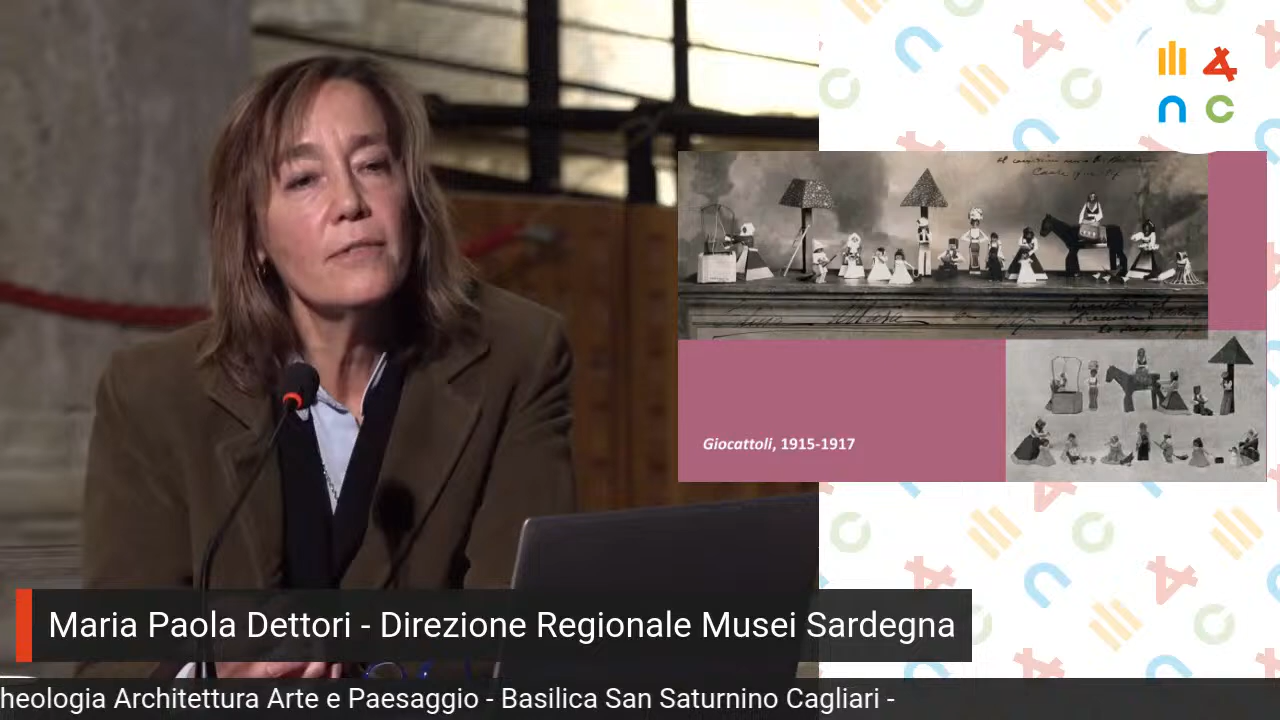 Giocattoli, 1915-1917
Maria Paola Dettori - Direzione Regionale Musei Sardegna
heologia Architettura Arte e Paesaggio - Basilica San Saturnino Cagliari -